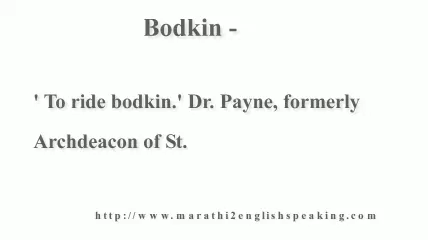 Bodkin -
' To ride bodkin.' Dr. Payne, formerly
Archdeacon of St.
http://www.marathi2englishspeaking.com